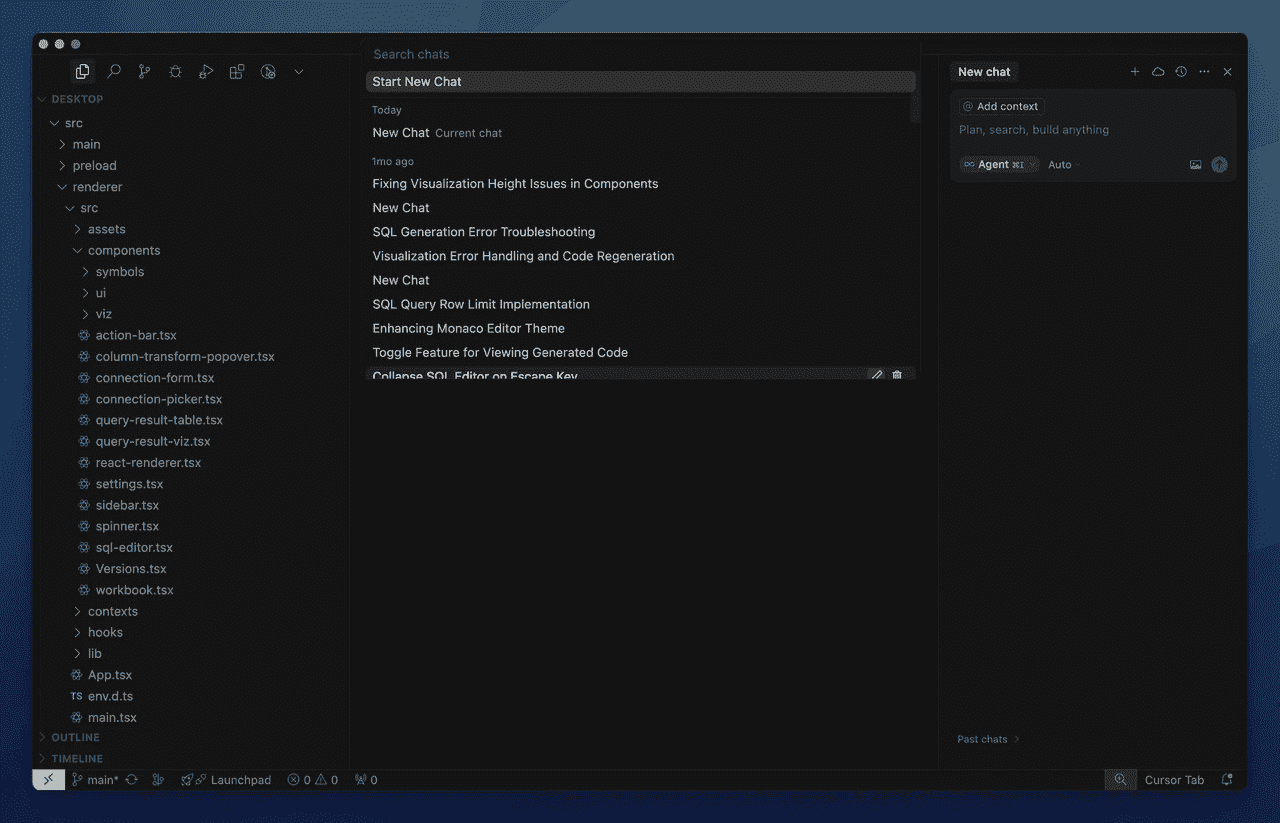 DESKTOP
src
main
preload
renderer
src
assets
components
symbols
ui
viz
action-bar.tsx
column-transform-popover.tsx
connection-form.tsx
connection-picker.tsx
query-result-table.tsx
query-result-viz.tsx
react-renderer.tsx
settings.tsx
sidebar.tsx
spinner.tsx
sql-editor.tsx
Versions.tsx
workbook.tsx
contexts
hooks
lib
App.tsx
TS env.d.ts
main.tsx
OUTLINE
TIMELINE
Search chats
Start New Chat
Today
New Chat Current chat
1mo ago
Fixing Visualization Height Issues in Components
New Chat
SQL Generation Error Troubleshooting
Visualization Error Handling and Code Regeneration
New Chat
SQL Query Row Limit Implementation
Enhancing Monaco Editor Theme
Toggle Feature for Viewing Generated Code
Collapse SQL Editor on Escape Key
New chat
@ Add context
Plan, search, build anything
∞ Agent ⌘I Auto
Past chats
main* Launchpad 0 0 0 Cursor Tab